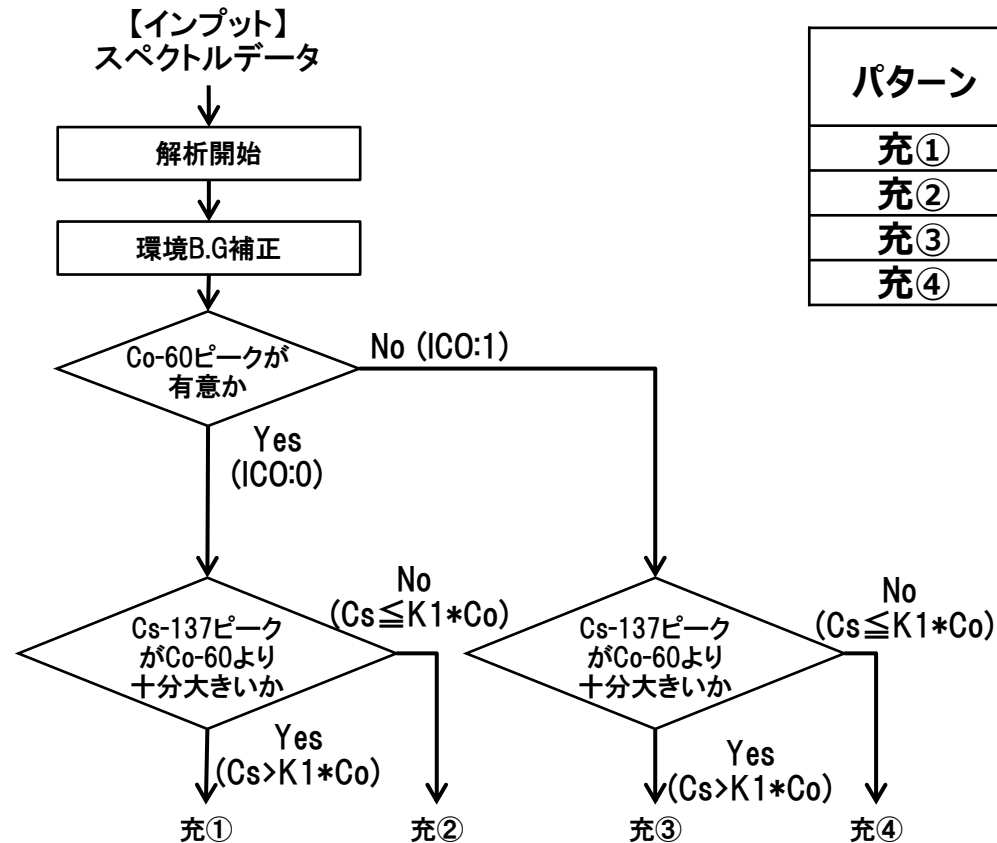 【インプット】
スペクトルデータ
解析開始
環境B.G補正
Co-60ピークが
有意か
No (ICO:1)
Yes
(ICO:0)
Cs-137ピーク
がCo-60より
十分大きいか
No
(Cs≦K1*Co)
Yes
(Cs>K1*Co)
Cs-137ピーク
がCo-60より
十分大きいか
No
(Cs≦K1*Co)
Yes
(Cs>K1*Co)
充①
充②
充③
充④
パターン
充①
充②
充③
充④